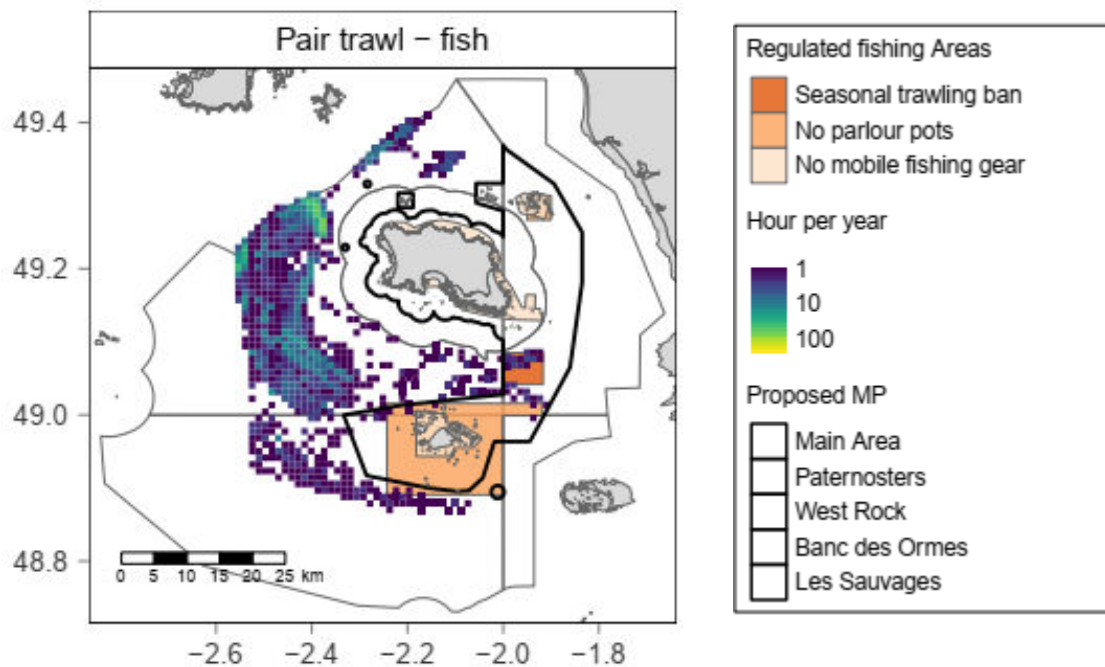 Pair trawl – fish
49.4
49.2
49.0
48.8
0 5 10 15 20 25 km
−2.6 −2.4 −2.2 −2.0 −1.8
Regulated fishing Areas
Seasonal trawling ban
No parlour pots
No mobile fishing gear
Hour per year
1
10
100
Proposed MP
Main Area
Paternosters
West Rock
Banc des Ormes
Les Sauvages